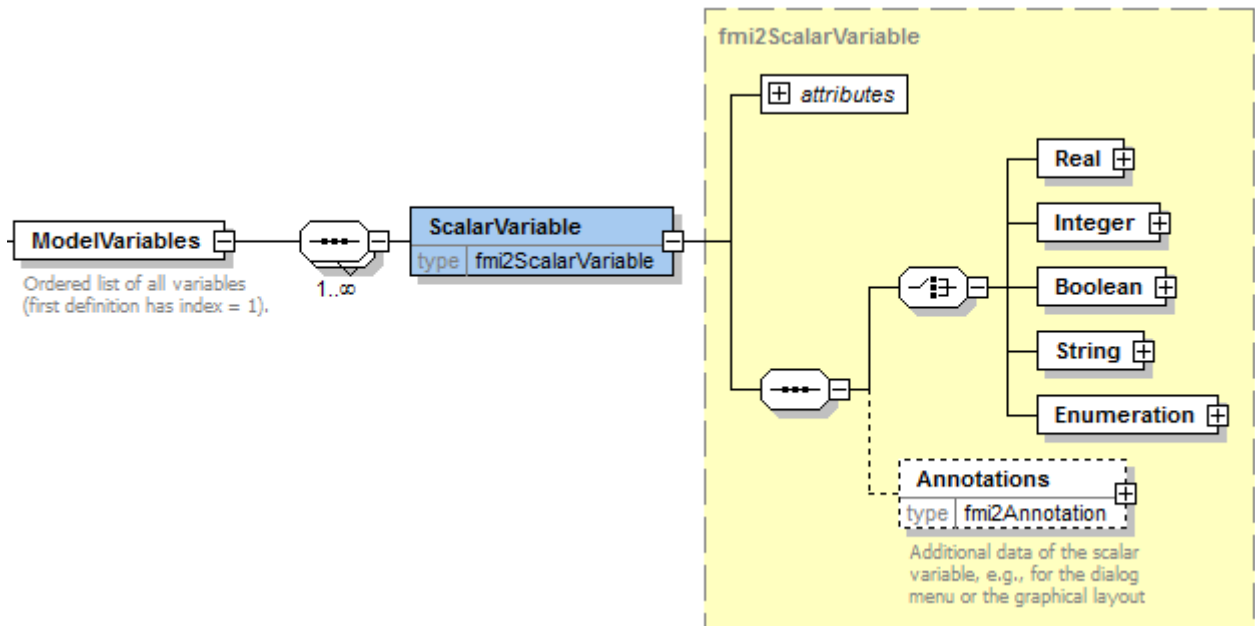 fmi2ScalarVariable
attributes
Real
Integer
Boolean
String
Enumeration
ModelVariables
Ordered list of all variables
(first definition has index = 1).
1..∞
ScalarVariable
type fmi2ScalarVariable
Annotations
type fmi2Annotation
Additional data of the scalar
variable, e.g., for the dialog
menu or the graphical layout